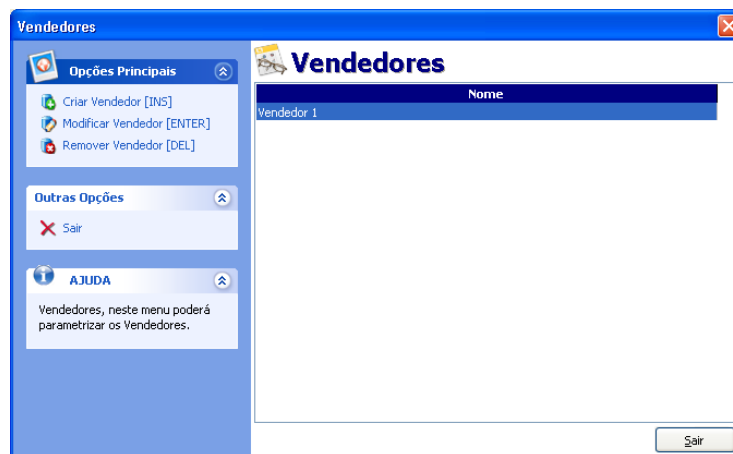 Vendedores
Opções Principais
Criar Vendedor [INS]
Modificar Vendedor [ENTER]
Remover Vendedor [DEL]
Outras Opções
Sair
AJUDA
Vendedores, neste menu poderá
parametrizar os Vendedores.
Vendedores
Nome
Vendedor 1
Sair